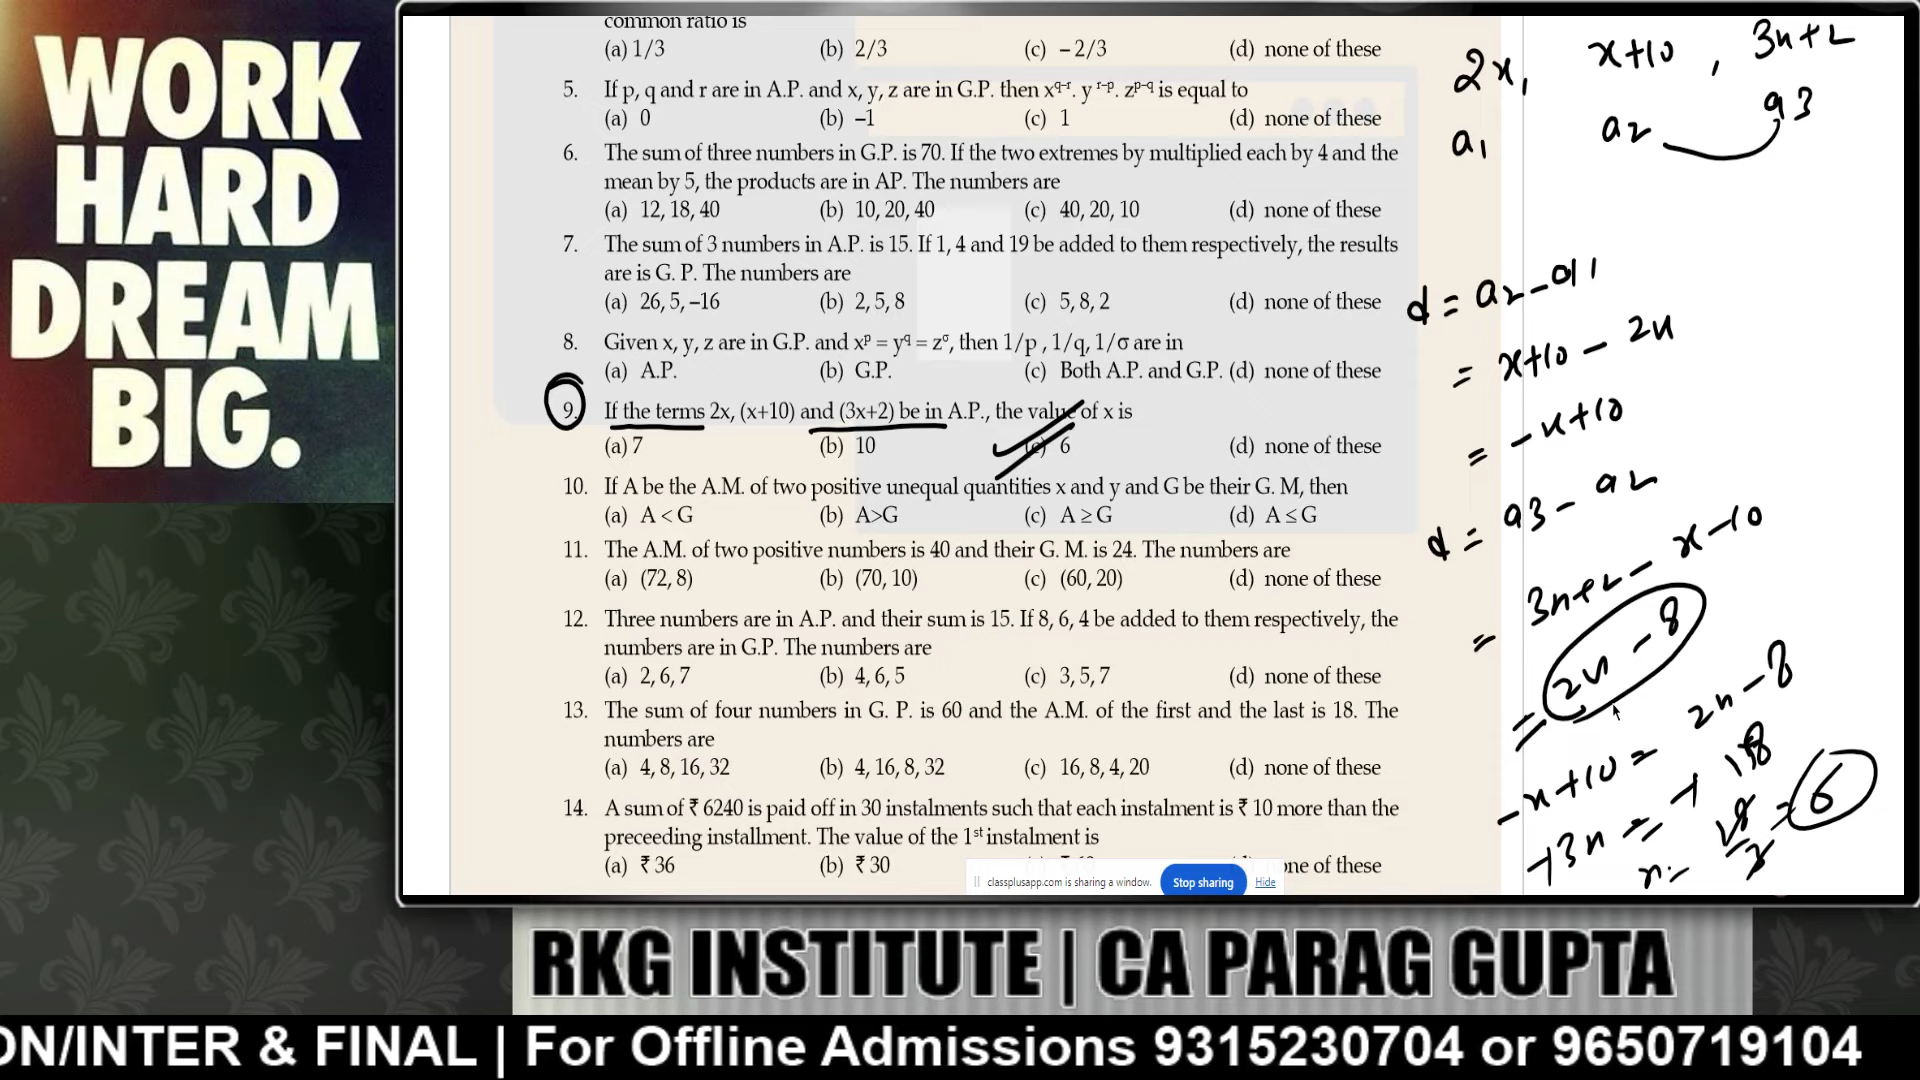 WORK
HARD
DREAM
BIG.
common ratio is
(a) 1/3 (b) 2/3 (c) – 2/3 (d) none of these
5. If p, q and r are in A.P. and x, y, z are in G.P. then x^q–r. y^r–p. z^p–q is equal to
(a) 0 (b) –1 (c) 1 (d) none of these
6. The sum of three numbers in G.P. is 70. If the two extremes by multiplied each by 4 and the
mean by 5, the products are in AP. The numbers are
(a) 12, 18, 40 (b) 10, 20, 40 (c) 40, 20, 10 (d) none of these
7. The sum of 3 numbers in A.P. is 15. If 1, 4 and 19 be added to them respectively, the results
are is G. P. The numbers are
(a) 26, 5, –16 (b) 2, 5, 8 (c) 5, 8, 2 (d) none of these
8. Given x, y, z are in G.P. and x^p = y^q = z^σ, then 1/p , 1/q, 1/σ are in
(a) A.P. (b) G.P. (c) Both A.P. and G.P. (d) none of these
9. If the terms 2x, (x+10) and (3x+2) be in A.P., the value of x is
(a) 7 (b) 10 (c) 6 (d) none of these
10. If A be the A.M. of two positive unequal quantities x and y and G be their G. M, then
(a) A < G (b) A>G (c) A ≥ G (d) A ≤ G
11. The A.M. of two positive numbers is 40 and their G. M. is 24. The numbers are
(a) (72, 8) (b) (70, 10) (c) (60, 20) (d) none of these
12. Three numbers are in A.P. and their sum is 15. If 8, 6, 4 be added to them respectively, the
numbers are in G.P. The numbers are
(a) 2, 6, 7 (b) 4, 6, 5 (c) 3, 5, 7 (d) none of these
13. The sum of four numbers in G. P. is 60 and the A.M. of the first and the last is 18. The
numbers are
(a) 4, 8, 16, 32 (b) 4, 16, 8, 32 (c) 16, 8, 4, 20 (d) none of these
14. A sum of ₹ 6240 is paid off in 30 instalments such that each instalment is ₹ 10 more than the
preceeding installment. The value of the 1st instalment is
(a) ₹ 36 (b) ₹ 30 one of these
classplusapp.com is sharing a window. Stop sharing Hide
2x, x+10 , 3x+2
a1 a2 a3
d = a2 - a1
= x+10 - 2x
= -x+10
d = a3 - a2
= 3x+2 - x-10
= 2x - 8
-x+10 = 2x - 8
x = 18/3 = 6
RKG INSTITUTE | CA PARAG GUPTA
ON/INTER & FINAL | For Offline Admissions 9315230704 or 9650719104